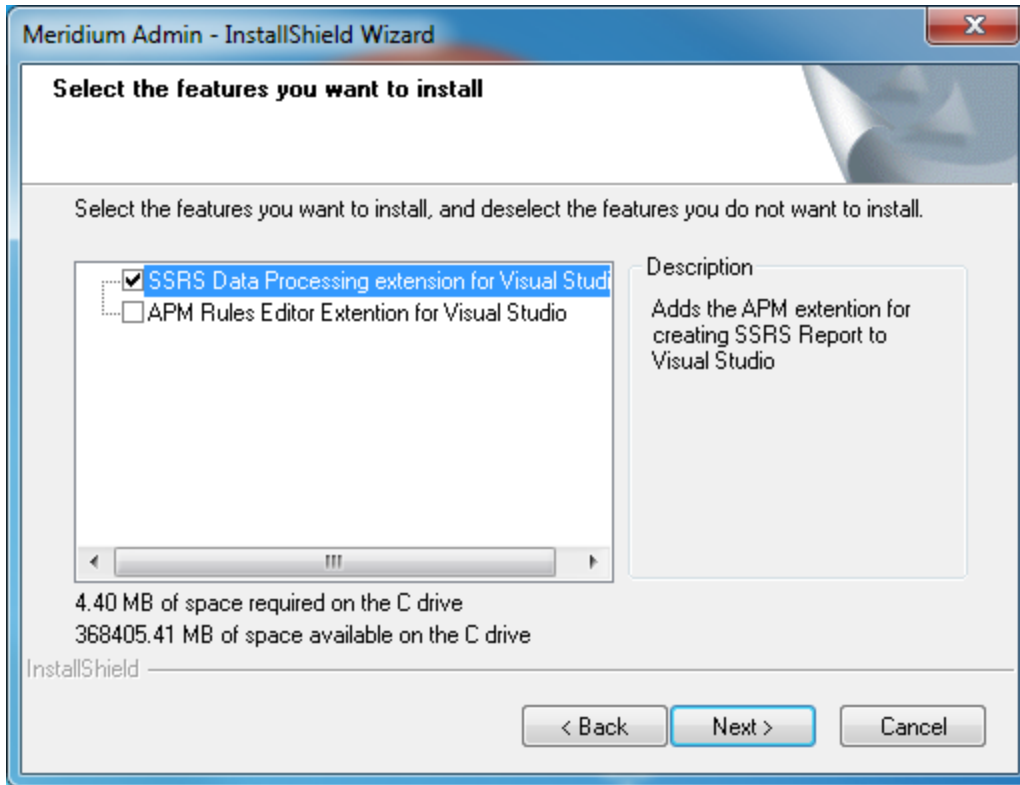 Meridium Admin - InstallShield Wizard
Select the features you want to install
Select the features you want to install, and deselect the features you do not want to install.
SSRS Data Processing extension for Visual Studi
APM Rules Editor Extention for Visual Studio
Description
Adds the APM extention for
creating SSRS Report to
Visual Studio
4.40 MB of space required on the C drive
368405.41 MB of space available on the C drive
InstallShield
< Back
Next >
Cancel